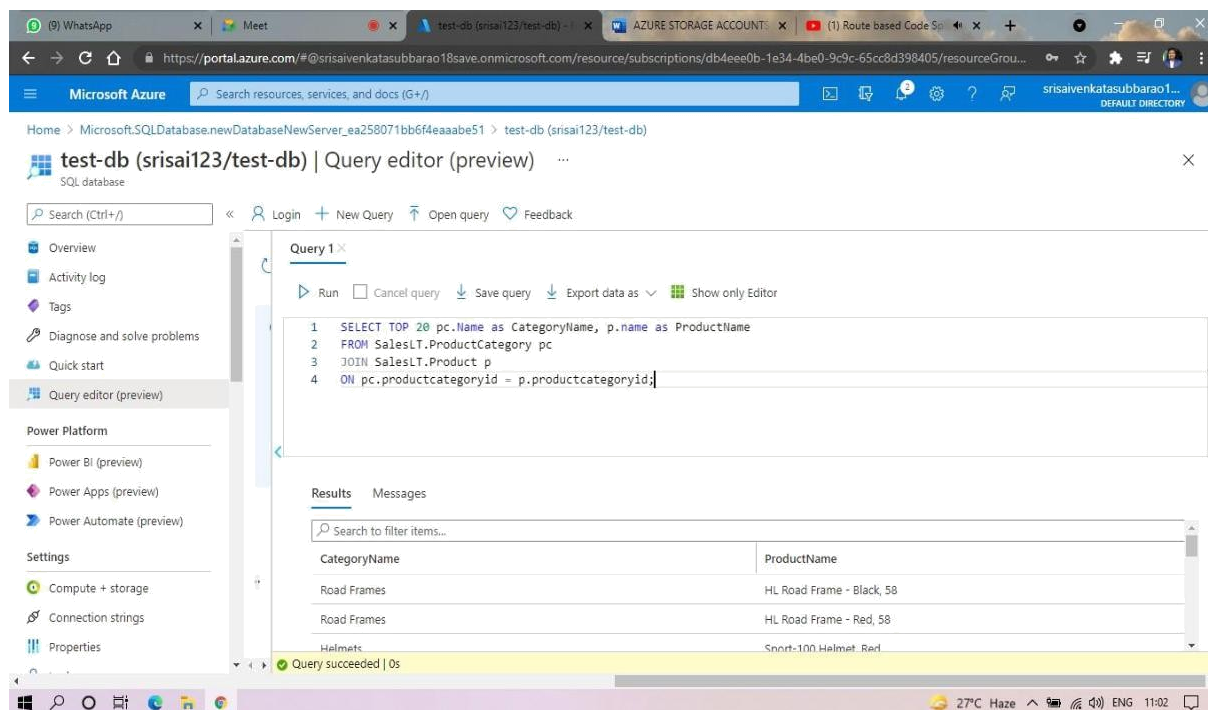 (9) WhatsApp
Meet
test-db (srisai123/test-db) -
AZURE STORAGE ACCOUNT
(1) Route based Code Sp
https://portal.azure.com/#@srisaivenkatasubbarao18save.onmicrosoft.com/resource/subscriptions/db4eee0b-1e34-4be0-9c9c-65cc8d398405/resourceGrou...
Microsoft Azure
Search resources, services, and docs (G+/)
2
srisaivenkatasubbarao1...
DEFAULT DIRECTORY
Home > Microsoft.SQLDatabase.newDatabaseNewServer_ea258071bb6f4eaaabe51 > test-db (srisai123/test-db)
test-db (srisai123/test-db) | Query editor (preview) ...
SQL database
Search (Ctrl+/)
«
Login
New Query
Open query
Feedback
Overview
Activity log
Tags
Diagnose and solve problems
Quick start
Query editor (preview)
Power Platform
Power BI (preview)
Power Apps (preview)
Power Automate (preview)
Settings
Compute + storage
Connection strings
Properties
Query 1
Run
Cancel query
Save query
Export data as
Show only Editor
1 SELECT TOP 20 pc.Name as CategoryName, p.name as ProductName
2 FROM SalesLT.ProductCategory pc
3 JOIN SalesLT.Product p
4 ON pc.productcategoryid = p.productcategoryid;
Results Messages
Search to filter items...
CategoryName ProductName
Road Frames HL Road Frame - Black, 58
Road Frames HL Road Frame - Red, 58
Helmets Sport-100 Helmet, Red
Query succeeded | 0s
27°C Haze ENG 11:02